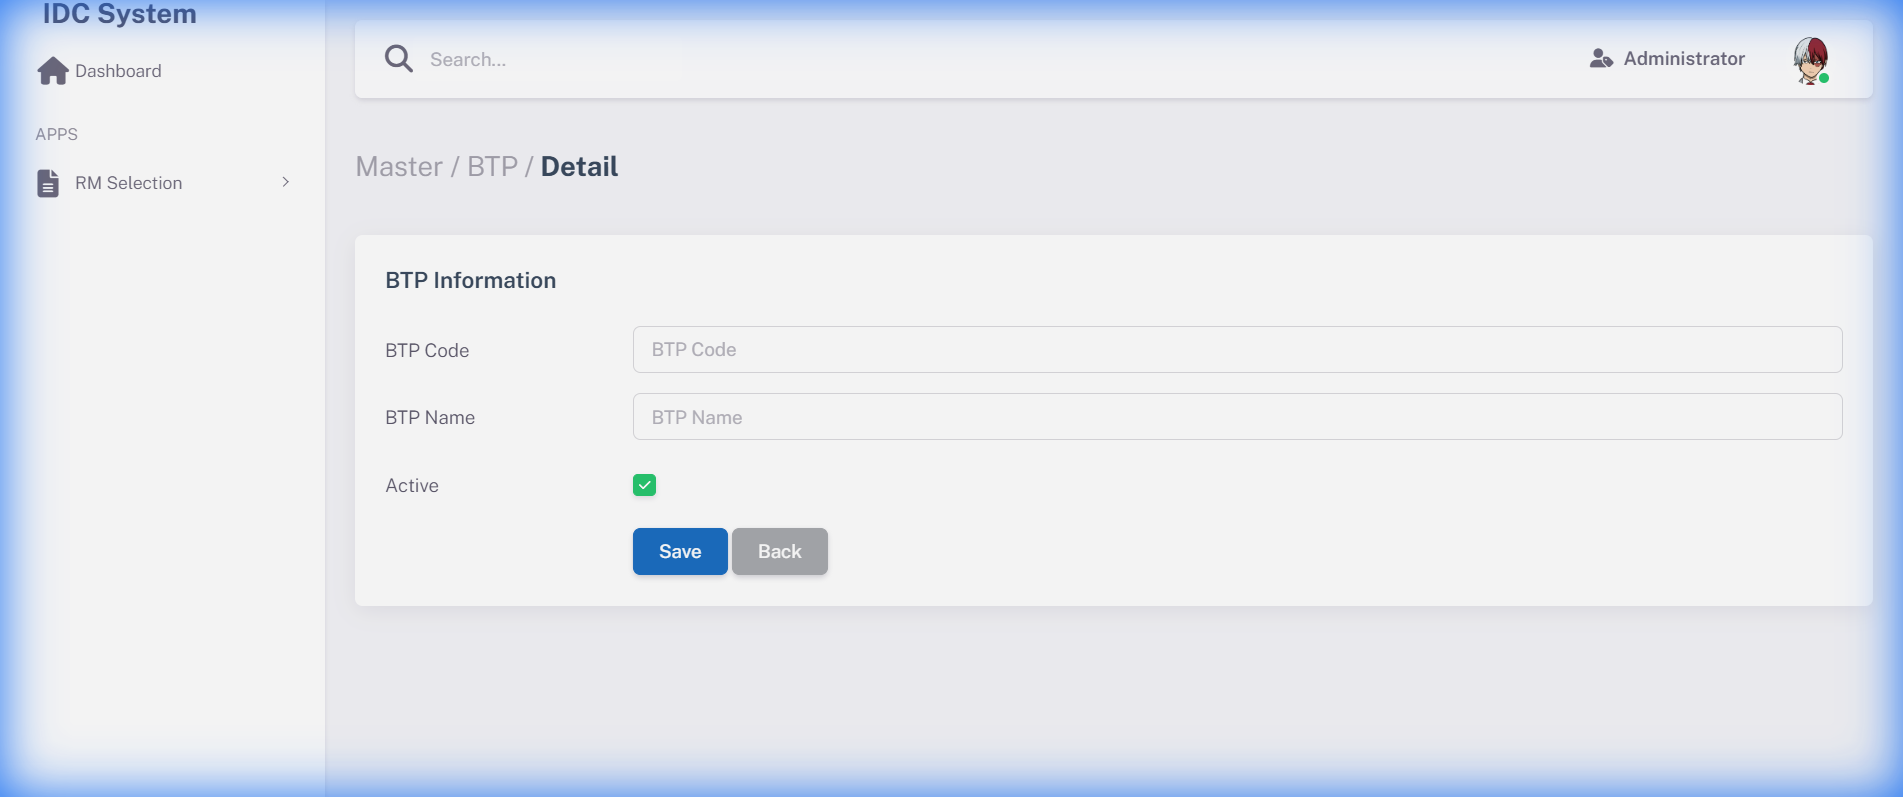 IDC System
Dashboard
APPS
RM Selection
Search...
Administrator
Master / BTP / Detail
BTP Information
BTP Code
BTP Code
BTP Name
BTP Name
Active
Save
Back